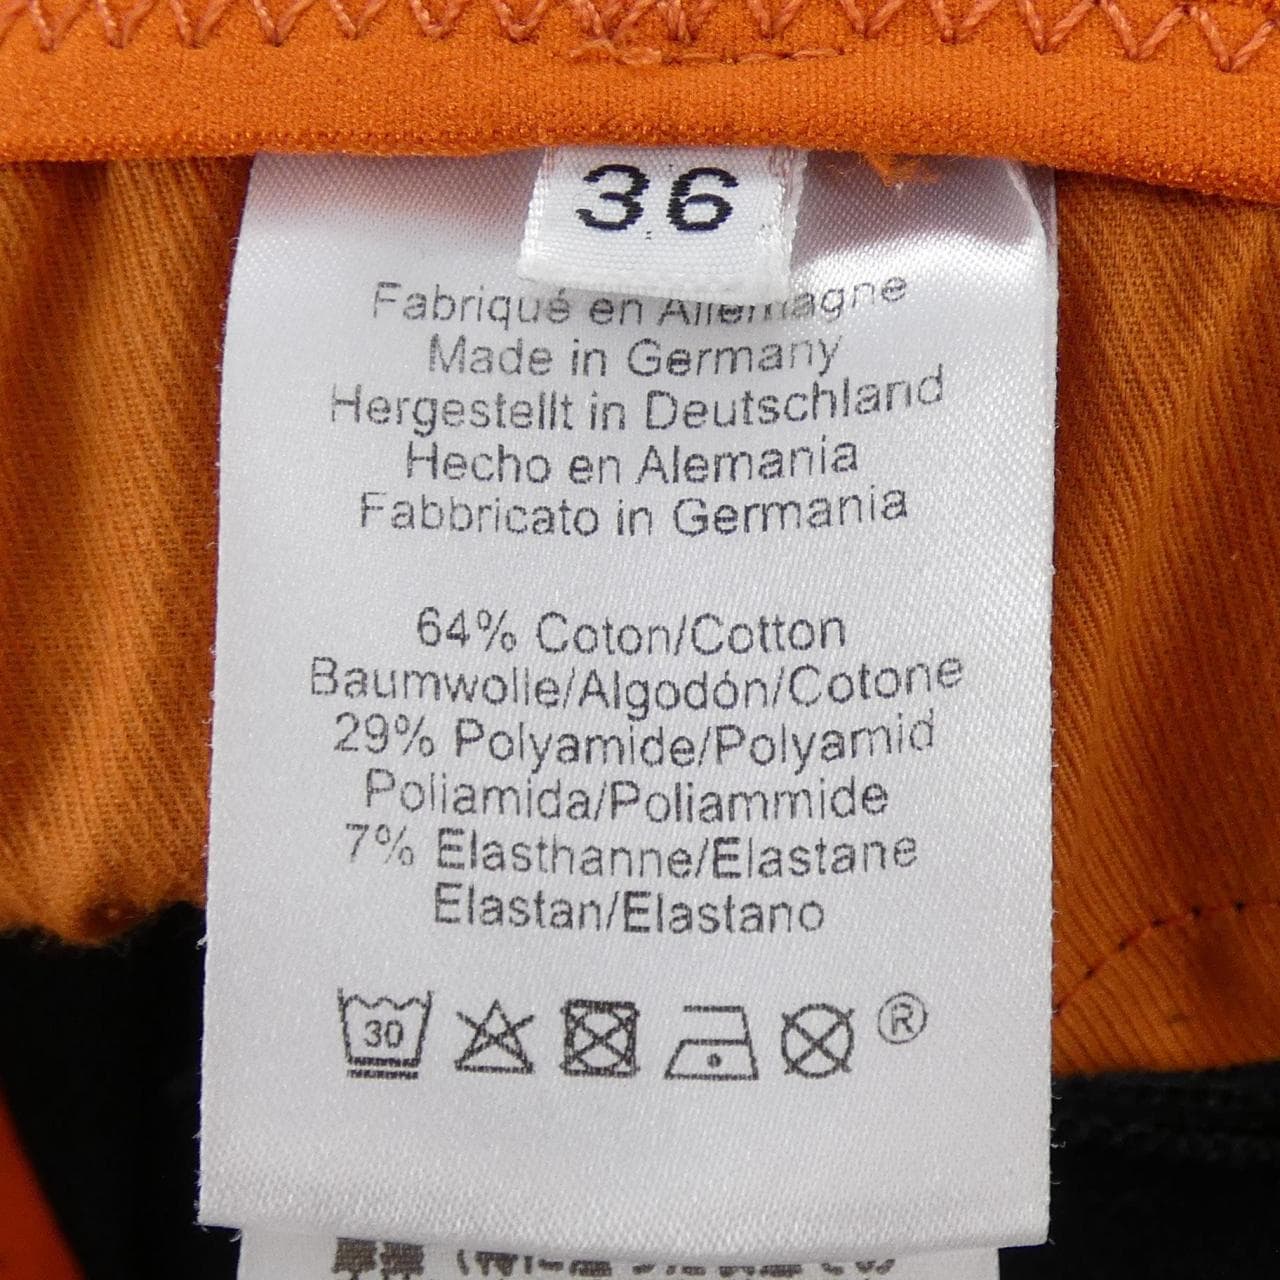 36
Fabriqué en Allemagne
Made in Germany
Hergestellt in Deutschland
Hecho en Alemania
Fabbricato in Germania
64% Coton/Cotton
Baumwolle/Algodón/Cotone
29% Polyamide/Polyamid
Poliamida/Poliammide
7% Elasthanne/Elastane
Elastan/Elastano
30 ®